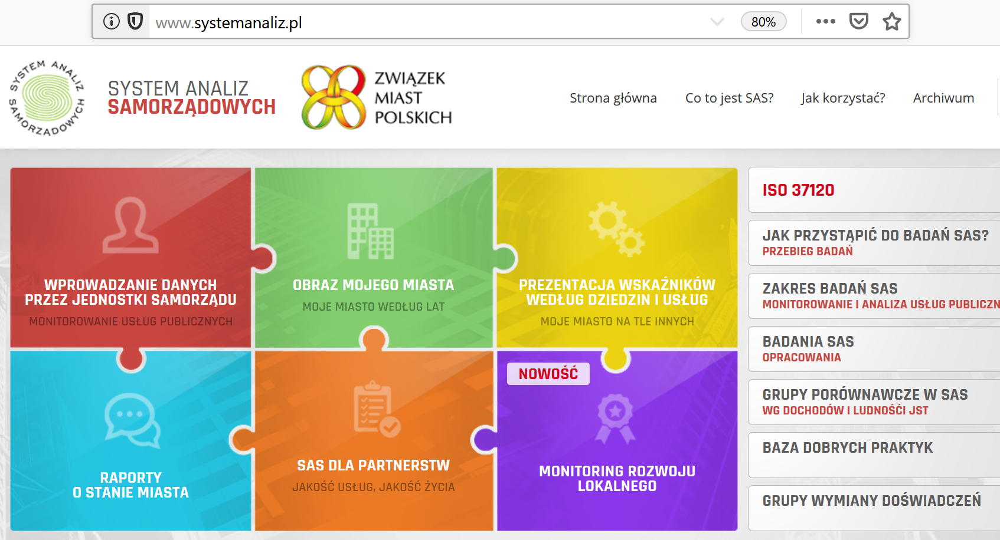 www.systemanaliz.pl
80%
SYSTEM ANALIZ SAMORZĄDOWYCH
SYSTEM ANALIZ
SAMORZĄDOWYCH
ZWIĄZEK
MIAST
POLSKICH
Strona główna
Co to jest SAS?
Jak korzystać?
Archiwum
WPROWADZANIE DANYCH
PRZEZ JEDNOSTKI SAMORZĄDU
MONITOROWANIE USŁUG PUBLICZNYCH
OBRAZ MOJEGO MIASTA
MOJE MIASTO WEDŁUG LAT
PREZENTACJA WSKAŹNIKÓW
WEDŁUG DZIEDZIN I USŁUG
MOJE MIASTO NA TLE INNYCH
RAPORTY
O STANIE MIASTA
SAS DLA PARTNERSTW
JAKOŚĆ USŁUG, JAKOŚĆ ŻYCIA
NOWOŚĆ
MONITORING ROZWOJU
LOKALNEGO
ISO 37120
JAK PRZYSTĄPIĆ DO BADAŃ SAS?
PRZEBIEG BADAŃ
ZAKRES BADAŃ SAS
MONITOROWANIE I ANALIZA USŁUG PUBLICZN
BADANIA SAS
OPRACOWANIA
GRUPY PORÓWNAWCZE W SAS
WG DOCHODÓW I LUDNOŚĆI JST
BAZA DOBRYCH PRAKTYK
GRUPY WYMIANY DOŚWIADCZEŃ